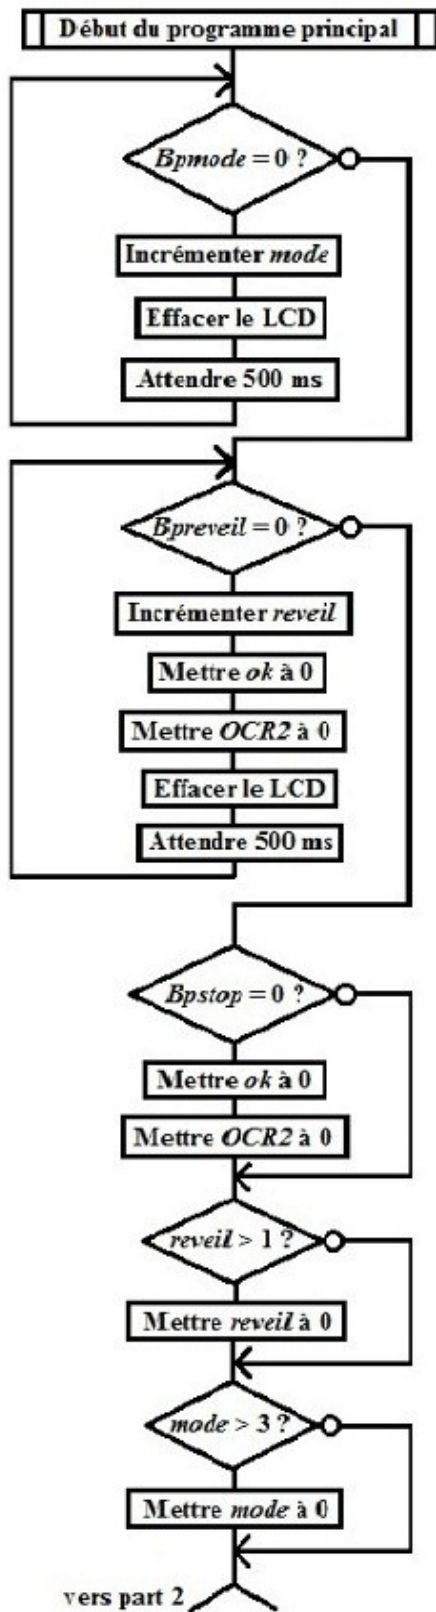 Début du programme principal
Bpmode = 0 ?
Incrémenter mode
Effacer le LCD
Attendre 500 ms
Bpreveil = 0 ?
Incrémenter reveil
Mettre ok à 0
Mettre OCR2 à 0
Effacer le LCD
Attendre 500 ms
Bpstop = 0 ?
Mettre ok à 0
Mettre OCR2 à 0
reveil > 1 ?
Mettre reveil à 0
mode > 3 ?
Mettre mode à 0
vers part 2